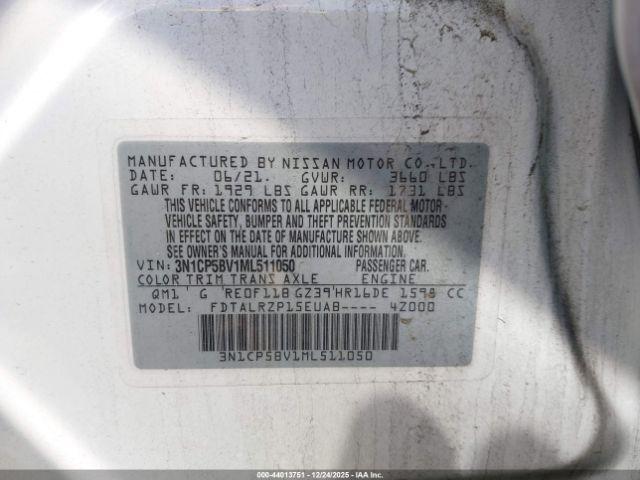 MANUFACTURED BY NISSAN MOTOR CO.,LTD.
DATE: 06/21. GVWR: 3660 LBS
GAWR FR: 1929 LBS GAWR RR: 1731 LBS
THIS VEHICLE CONFORMS TO ALL APPLICABLE FEDERAL MOTOR-
VEHICLE SAFETY, BUMPER AND THEFT PREVENTION STANDARDS
IN EFFECT ON THE DATE OF MANUFACTURE SHOWN ABOVE.
SEE OWNER'S MANUAL FOR ADDITIONAL INFORMATION
VIN: 3N1CP5BV1ML511050 PASSENGER CAR.
COLOR TRIM TRANS AXLE ENGINE
QM1 ' G ' RE0F11B GZ39'HR16DE 1598 CC
MODEL: FDTALRZP15EUAB---- 4Z000
3N1CP5BV1ML511050
000-44013751 - 12/24/2025 - COPART